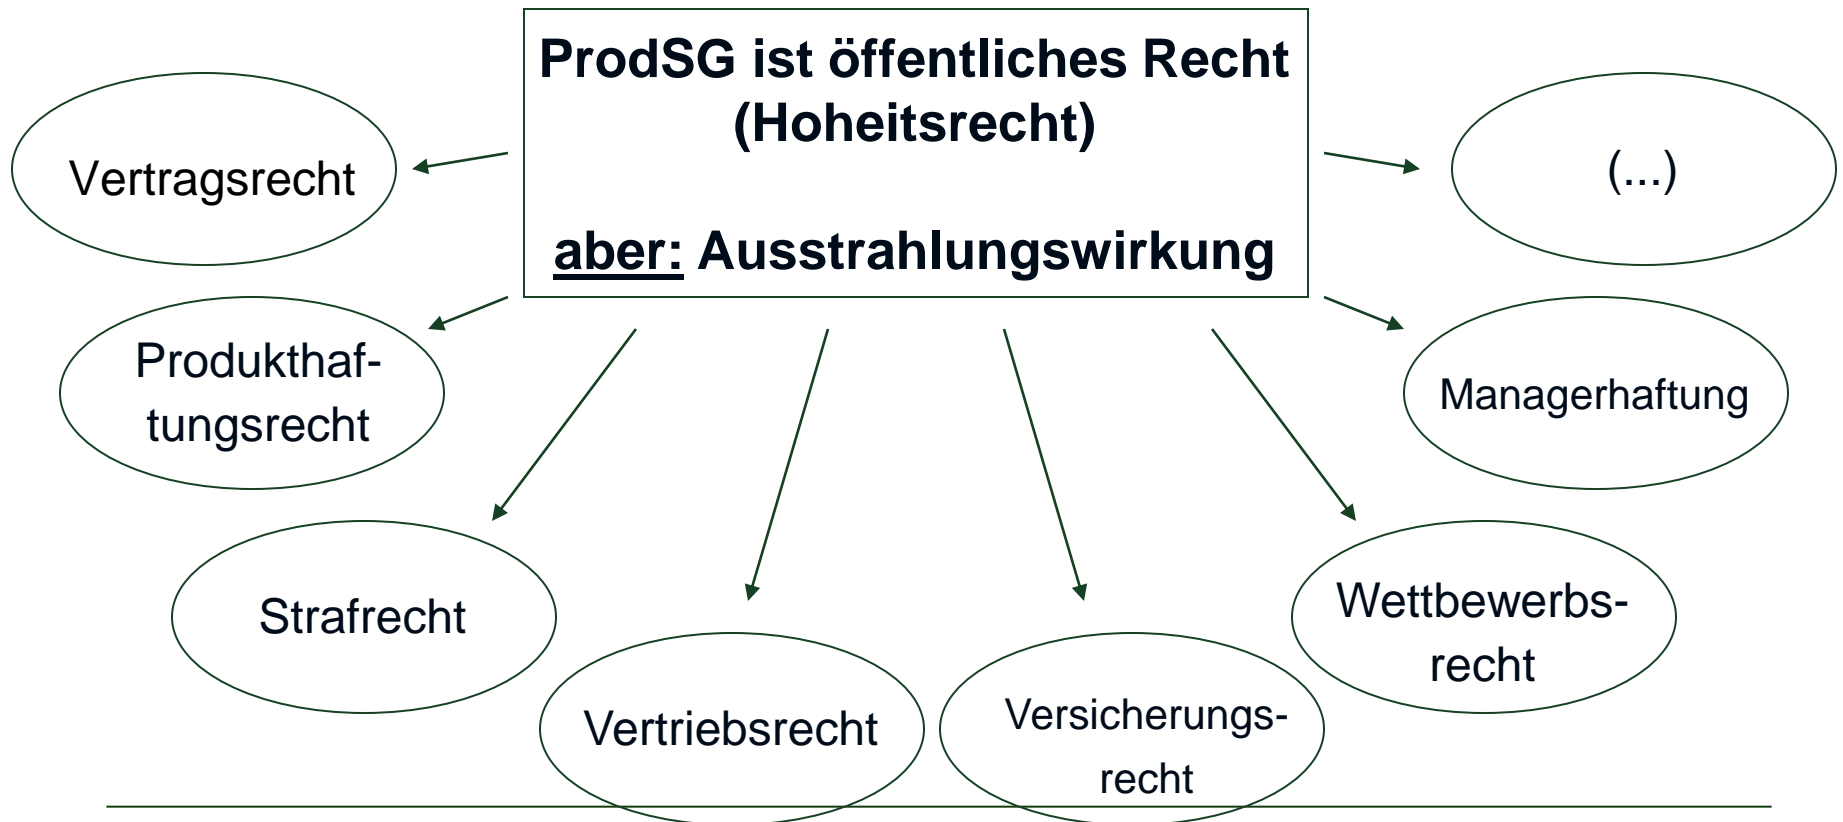 ProdSG ist öffentliches Recht
(Hoheitsrecht)
aber: Ausstrahlungswirkung
Vertragsrecht
Produkthaf-
tungsrecht
Strafrecht
Vertriebsrecht
Versicherungs-
recht
Wettbewerbs-
recht
Managerhaftung
(...)